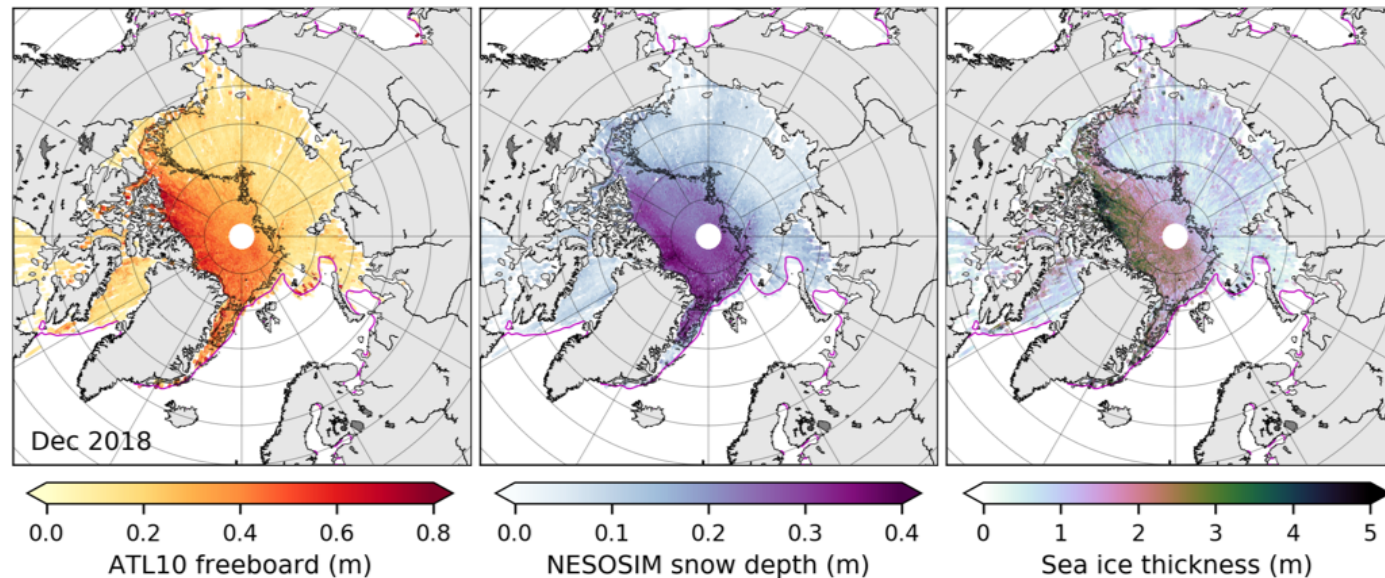 Dec 2018
0.0 0.2 0.4 0.6 0.8
ATL10 freeboard (m)
0.0 0.1 0.2 0.3 0.4
NESOSIM snow depth (m)
0 1 2 3 4 5
Sea ice thickness (m)